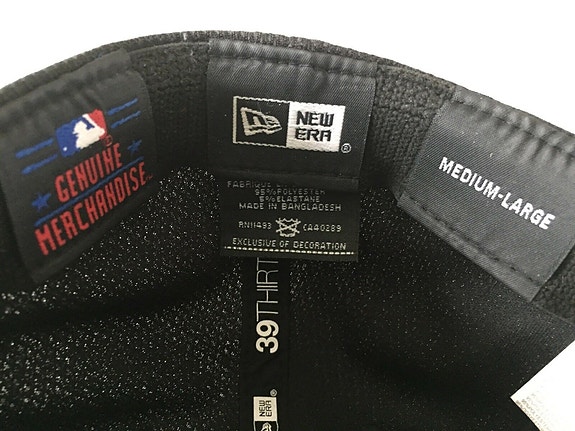 GENUINE
MERCHANDISE
NEW
ERA
®
FABRIQUE
95%POLYESTER
5%ELASTANE
MADE IN BANGLADESH
RN11493 CA40289
EXCLUSIVE OF DECORATION
MEDIUM-LARGE
39THIRT
NEW
ERA